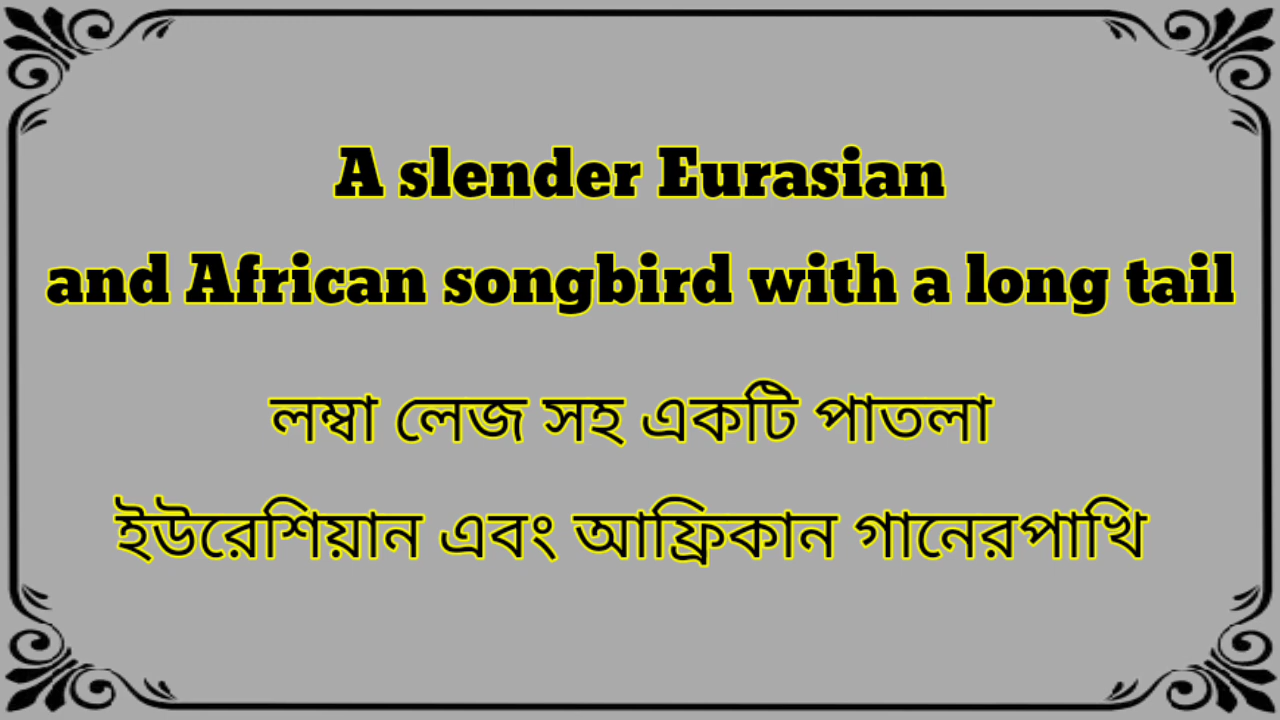 A slender Eurasian
and African songbird with a long tail
লম্বা লেজ সহ একটি পাতলা
ইউরেশিয়ান এবং আফ্রিকান গানেরপাখি